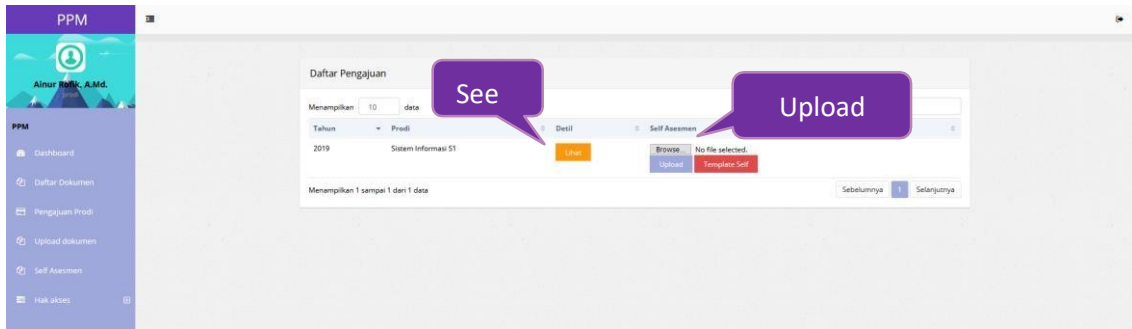 PPM
Ainur Rofik, A.Md.
PPM
Dashboard
Daftar Dokumen
Pengajuan Prodi
Upload dokumen
Self Asesmen
Hak akses
Daftar Pengajuan
See
Upload
Menampilkan 10 data
Tahun Prodi Detil Self Asesmen
2019 Sistem Informasi S1 Lihat Browse... No file selected.
Upload Template Self
Menampilkan 1 sampai 1 dari 1 data Sebelumnya 1 Selanjutnya